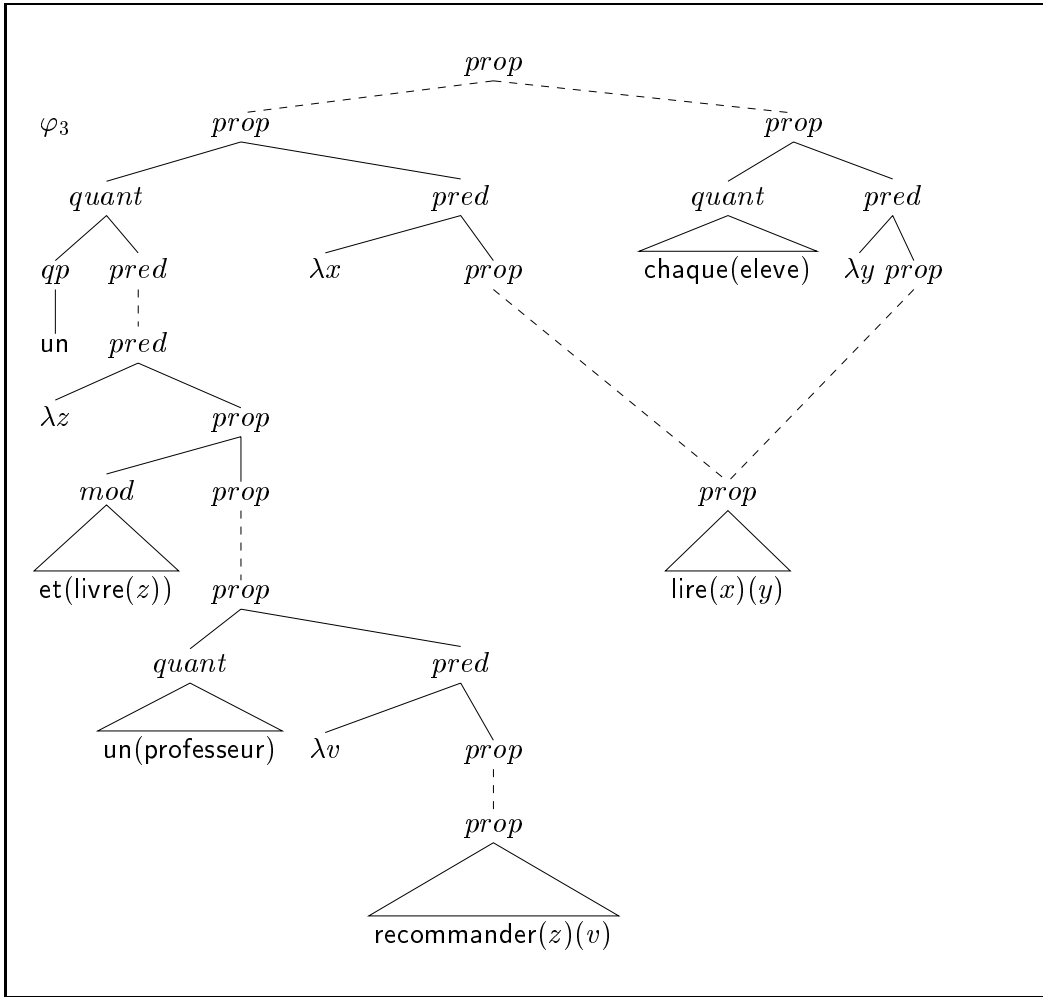 prop
φ₃ prop prop
quant pred quant pred
qp pred λx prop chaque(eleve) λy prop
un pred
λz prop
mod prop prop
et(livre(z)) prop lire(x)(y)
quant pred
un(professeur) λv prop
prop
recommander(z)(v)